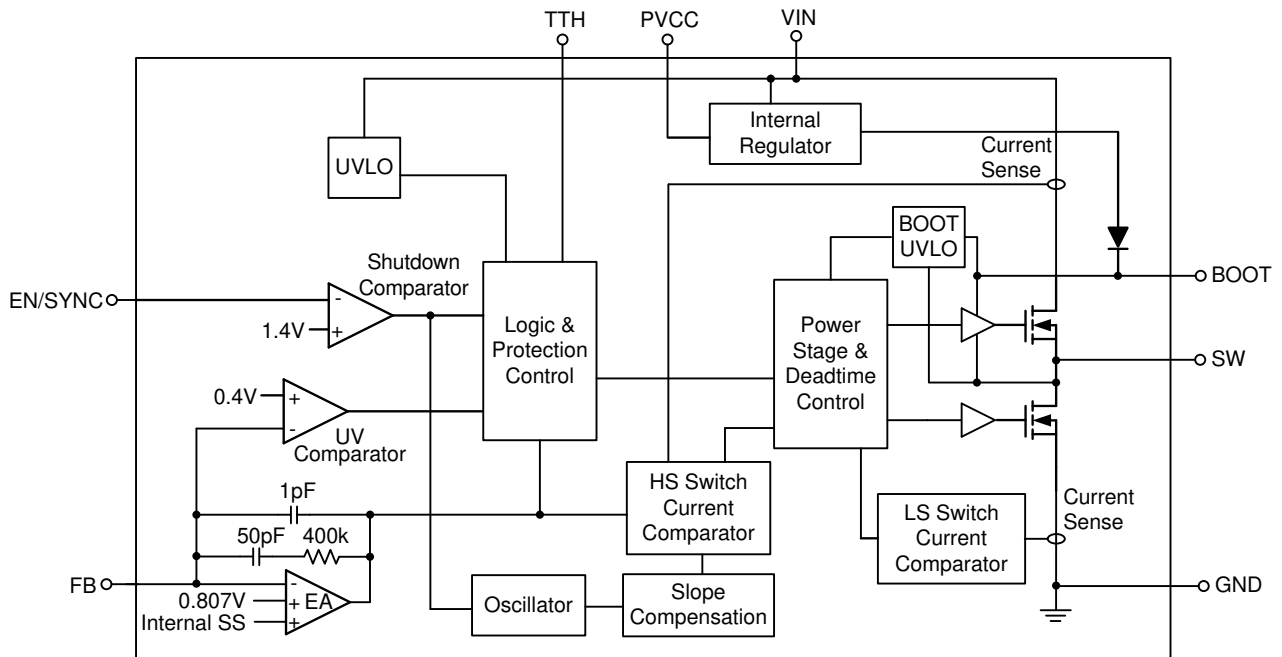 TTH
PVCC
VIN
Internal
Regulator
Current
Sense
UVLO
BOOT
UVLO
Shutdown
Comparator
EN/SYNC
-
1.4V
+
BOOT
Logic &
Protection
Control
Power
Stage &
Deadtime
Control
SW
0.4V
+
-
UV
Comparator
HS Switch
Current
Comparator
LS Switch
Current
Comparator
Current
Sense
1pF
50pF
400k
FB
-
0.807V
+
EA
Internal SS
+
Oscillator
Slope
Compensation
GND